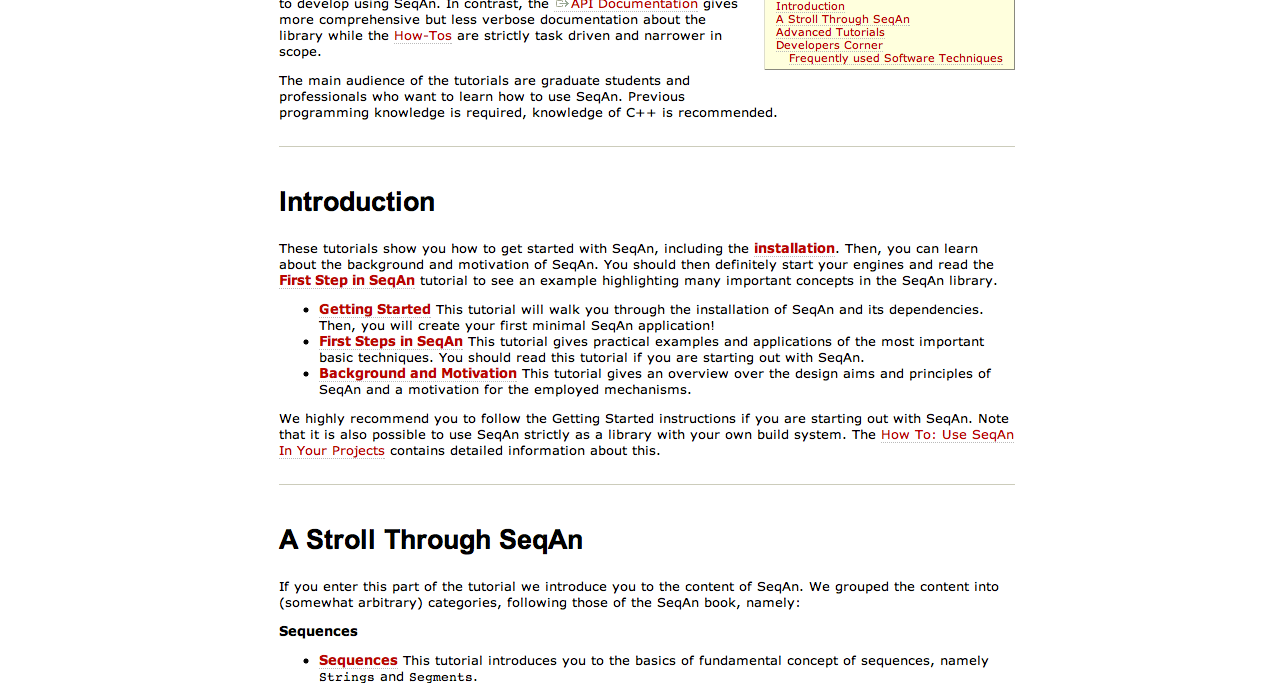 to develop using SeqAn. In contrast, the API Documentation gives
more comprehensive but less verbose documentation about the
library while the How-Tos are strictly task driven and narrower in
scope.
The main audience of the tutorials are graduate students and
professionals who want to learn how to use SeqAn. Previous
programming knowledge is required, knowledge of C++ is recommended.
Introduction
A Stroll Through SeqAn
Advanced Tutorials
Developers Corner
Frequently used Software Techniques
Introduction
These tutorials show you how to get started with SeqAn, including the installation. Then, you can learn
about the background and motivation of SeqAn. You should then definitely start your engines and read the
First Step in SeqAn tutorial to see an example highlighting many important concepts in the SeqAn library.
• Getting Started This tutorial will walk you through the installation of SeqAn and its dependencies.
Then, you will create your first minimal SeqAn application!
• First Steps in SeqAn This tutorial gives practical examples and applications of the most important
basic techniques. You should read this tutorial if you are starting out with SeqAn.
• Background and Motivation This tutorial gives an overview over the design aims and principles of
SeqAn and a motivation for the employed mechanisms.
We highly recommend you to follow the Getting Started instructions if you are starting out with SeqAn. Note
that it is also possible to use SeqAn strictly as a library with your own build system. The How To: Use SeqAn
In Your Projects contains detailed information about this.
A Stroll Through SeqAn
If you enter this part of the tutorial we introduce you to the content of SeqAn. We grouped the content into
(somewhat arbitrary) categories, following those of the SeqAn book, namely:
Sequences
• Sequences This tutorial introduces you to the basics of fundamental concept of sequences, namely
Strings and Segments.